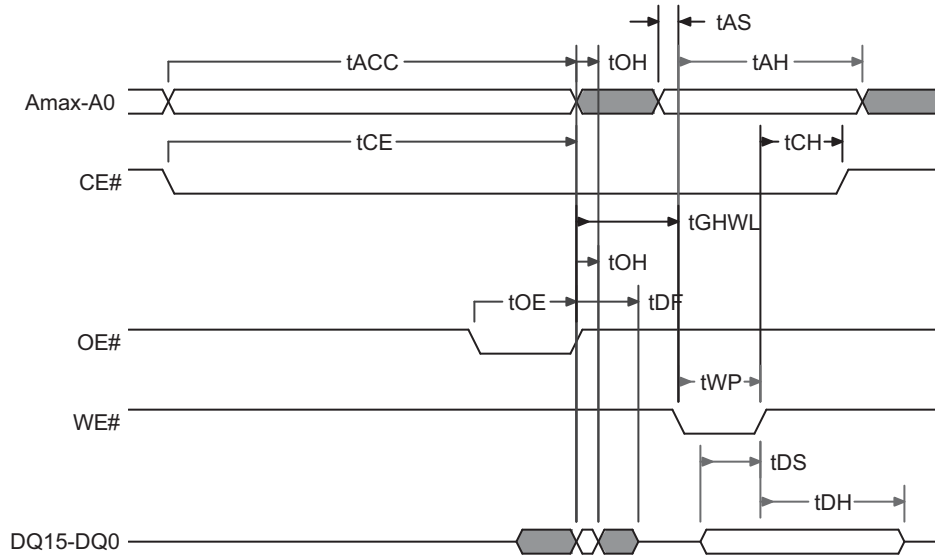 tAS
tACC
tOH
tAH
Amax-A0
tCE
tCH
CE#
tGHWL
tOH
tOE
tDF
OE#
tWP
WE#
tDS
tDH
DQ15-DQ0